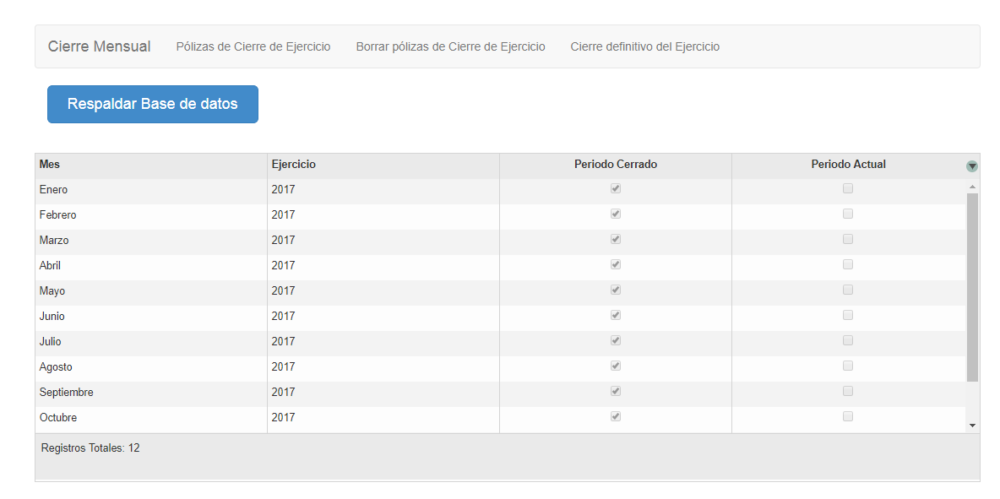 Cierre Mensual Pólizas de Cierre de Ejercicio Borrar pólizas de Cierre de Ejercicio Cierre definitivo del Ejercicio
Respaldar Base de datos
Mes Ejercicio Periodo Cerrado Periodo Actual
Enero 2017
Febrero 2017
Marzo 2017
Abril 2017
Mayo 2017
Junio 2017
Julio 2017
Agosto 2017
Septiembre 2017
Octubre 2017
Registros Totales: 12